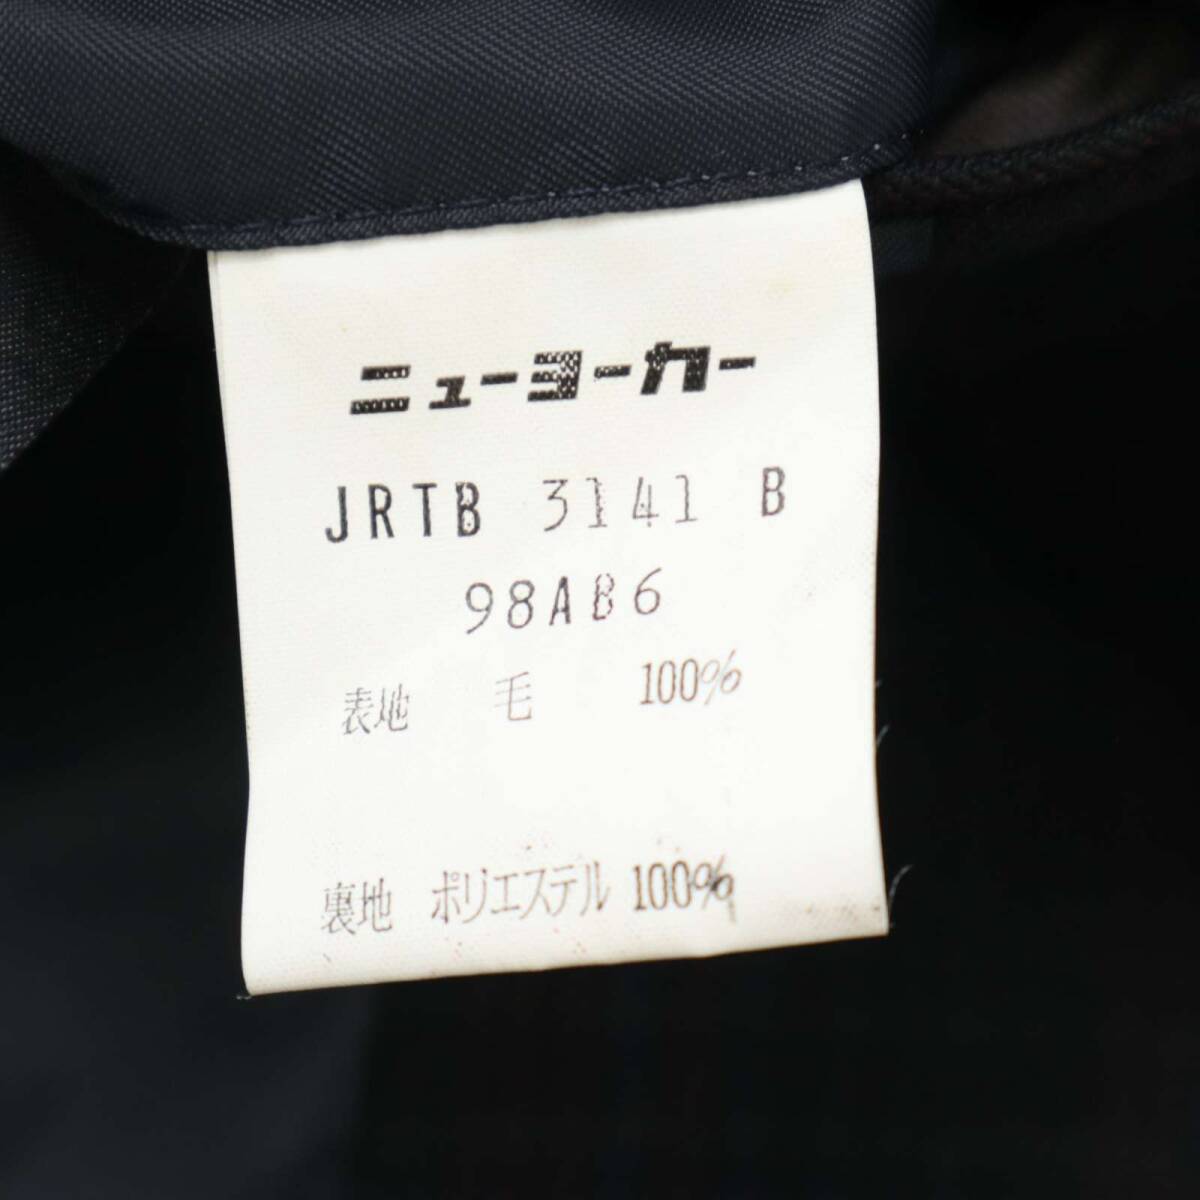 ニューヨーカー
JRTB 3141 B
98AB6
表地 毛 100%
裏地 ポリエステル 100%